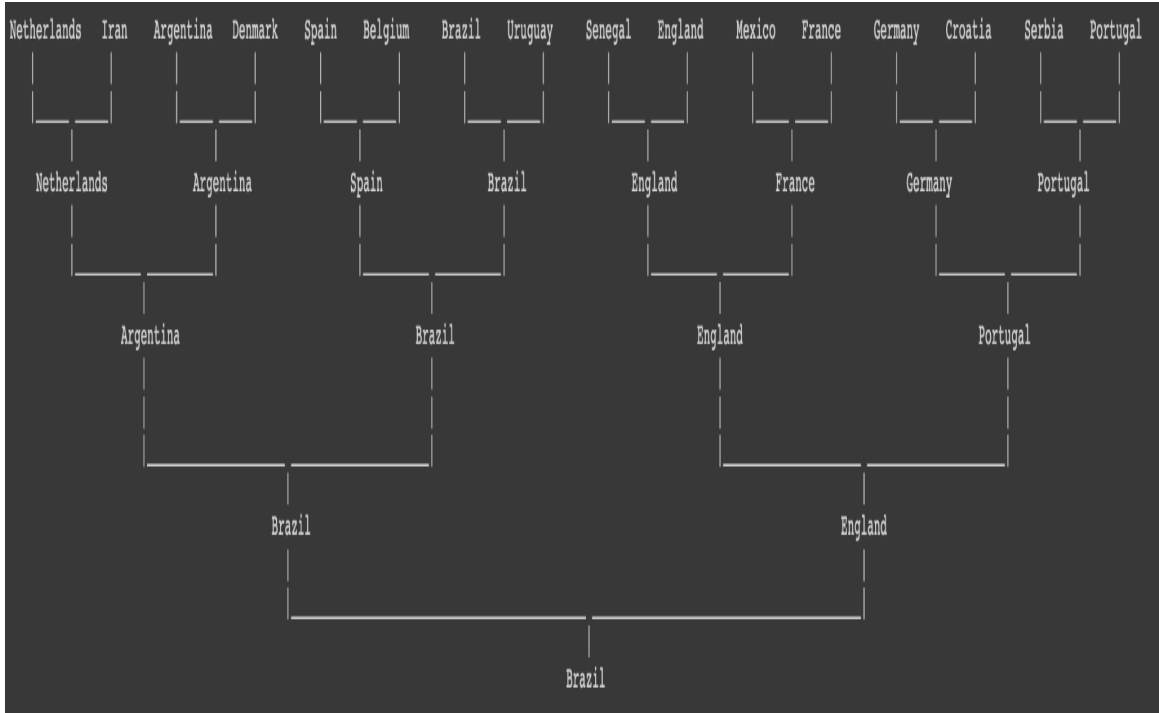 Netherlands Iran Argentina Denmark Spain Belgium Brazil Uruguay Senegal England Mexico France Germany Croatia Serbia Portugal
Netherlands Argentina Spain Brazil England France Germany Portugal
Argentina Brazil England Portugal
Brazil England
Brazil